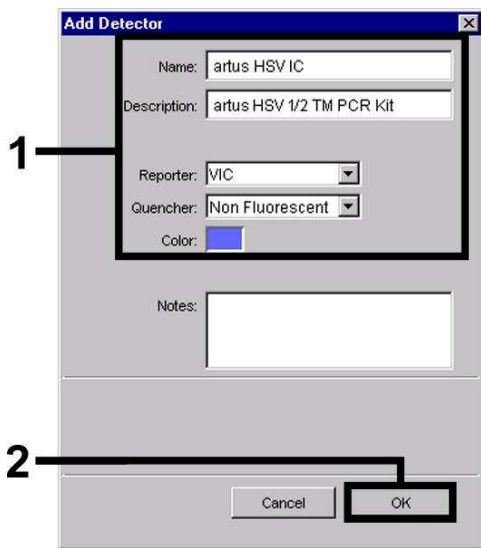 Add Detector
1
Name: artus HSV IC
Description: artus HSV 1/2 TM PCR Kit
Reporter: VIC
Quencher: Non Fluorescent
Color:
Notes:
2
Cancel OK